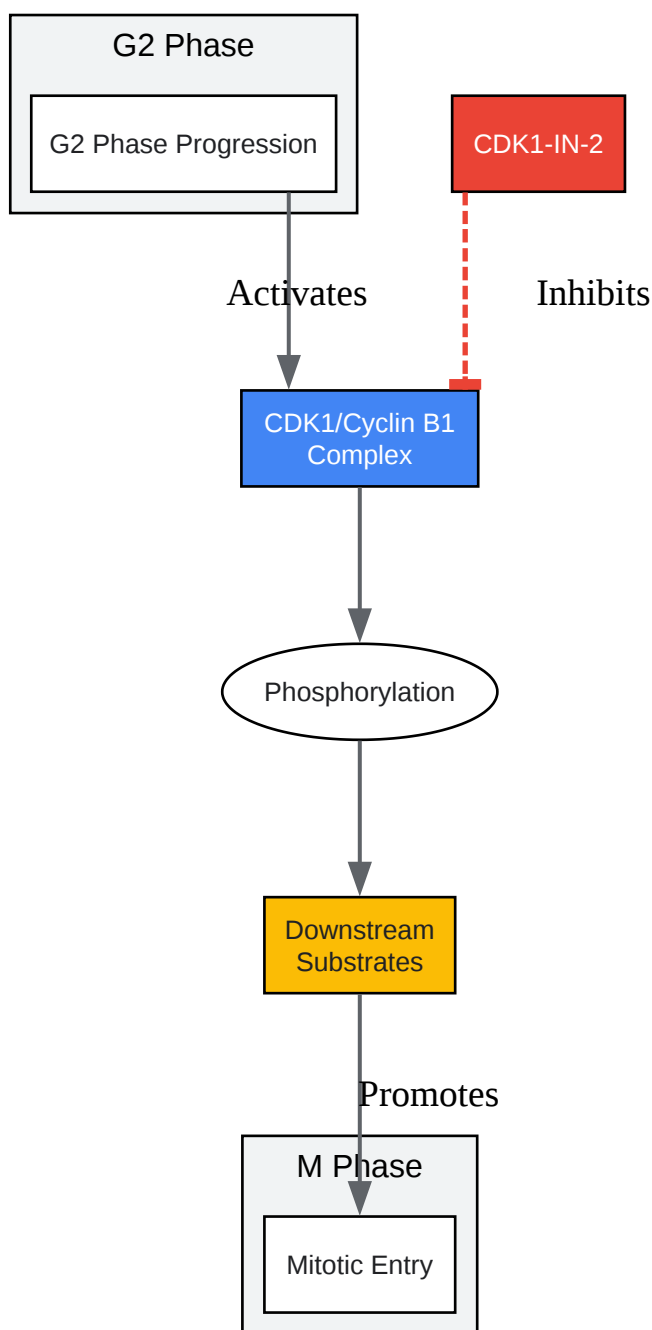 G2 Phase
G2 Phase Progression
CDK1-IN-2
Activates
Inhibits
CDK1/Cyclin B1
Complex
Phosphorylation
Downstream
Substrates
Promotes
M Phase
Mitotic Entry